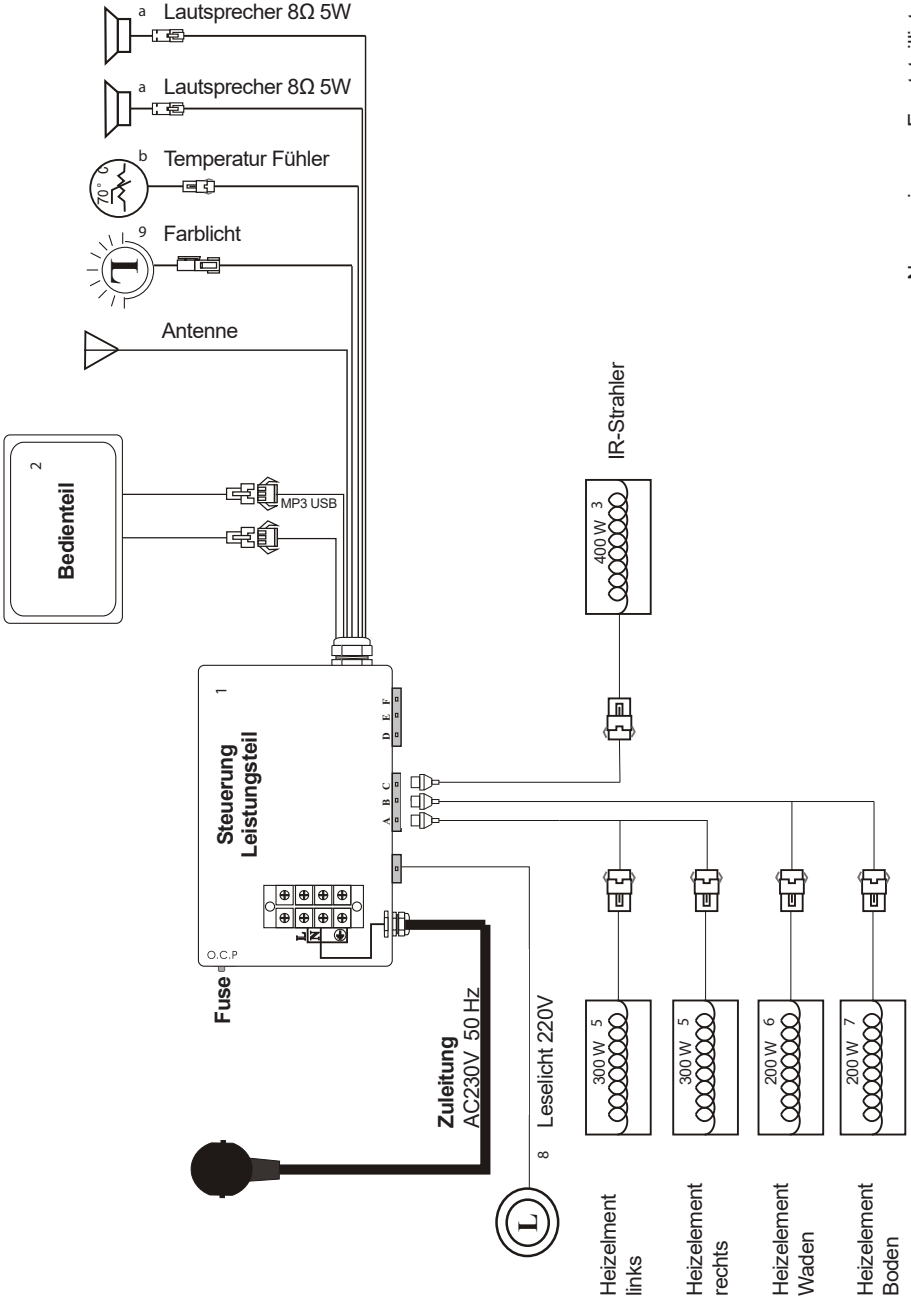 a Lautsprecher 8Ω 5W
a Lautsprecher 8Ω 5W
b Temperatur Fühler
70° C
9 Farblicht
L
Antenne
2
Bedienteil
MP3 USB
1
Steuerung
Leistungsteil
O.C.P
Fuse
L
N
A B C
D E F
Zuleitung
AC230V 50 Hz
L
8 Leselicht 220V
IR-Strahler
400 W 3
300 W 5
300 W 5
200 W 6
200 W 7
Heizelment
links
Heizelement
rechts
Heizelement
Waden
Heizelement
Boden